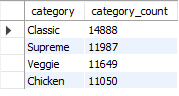 category category_count
Classic 14888
Supreme 11987
Veggie 11649
Chicken 11050